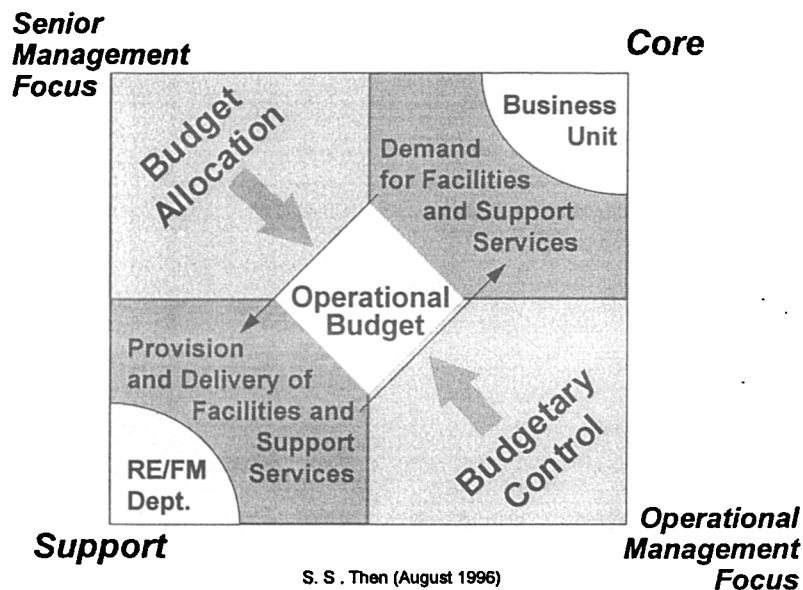 Senior
Management
Focus
Core
Budget
Allocation
Business
Unit
Demand
for Facilities
and Support
Services
Operational
Budget
Provision
and Delivery of
Facilities and
Support
Services
RE/FM
Dept.
Budgetary
Control
Support
Operational
Management
Focus
S. S . Then (August 1996)